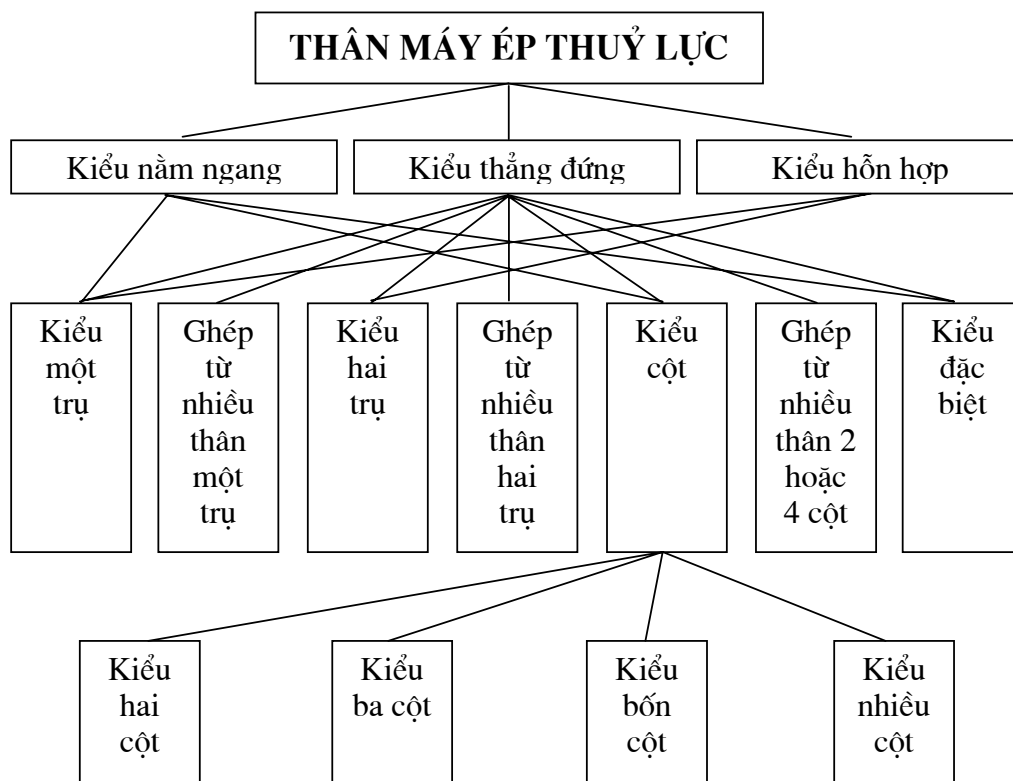 THÂN MÁY ÉP THUỶ LỰC
Kiểu nằm ngang
Kiểu thẳng đứng
Kiểu hỗn hợp
Kiểu
một
trụ
Ghép
từ
nhiều
thân
một
trụ
Kiểu
hai
trụ
Ghép
từ
nhiều
thân
hai
trụ
Kiểu
cột
Ghép
từ
nhiều
thân 2
hoặc
4 cột
Kiểu
đặc
biệt
Kiểu
hai
cột
Kiểu
ba cột
Kiểu
bốn
cột
Kiểu
nhiều
cột